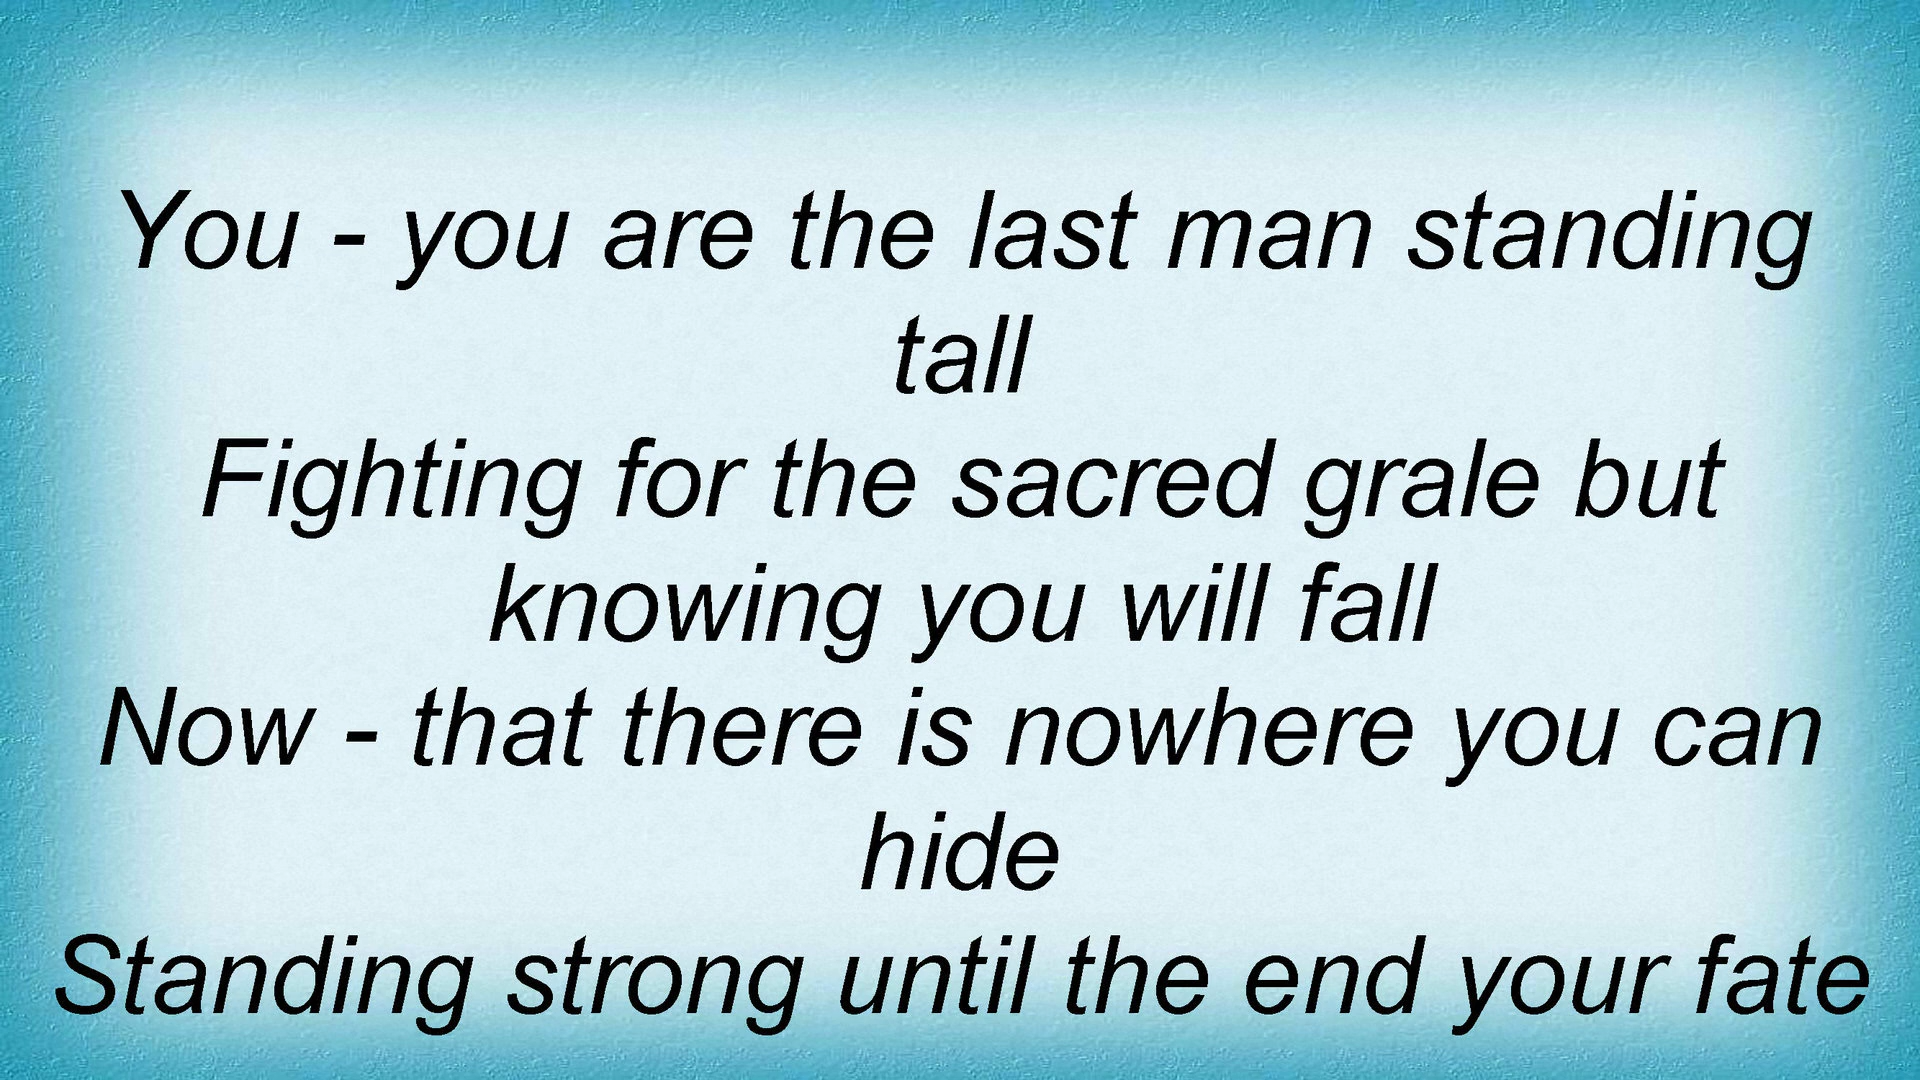 You - you are the last man standing
tall
Fighting for the sacred grale but
knowing you will fall
Now - that there is nowhere you can
hide
Standing strong until the end your fate